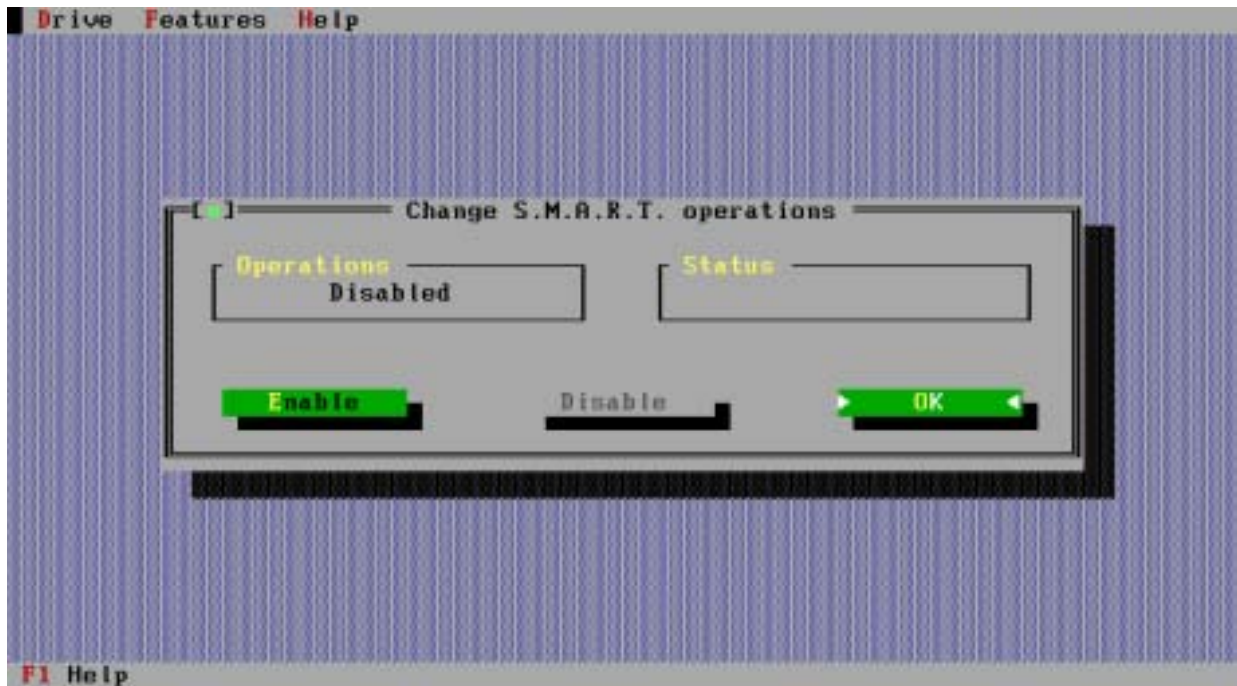 Drive Features Help
Change S.M.A.R.T. operations
Operations Status
Disabled
Enable Disable OK
F1 Help